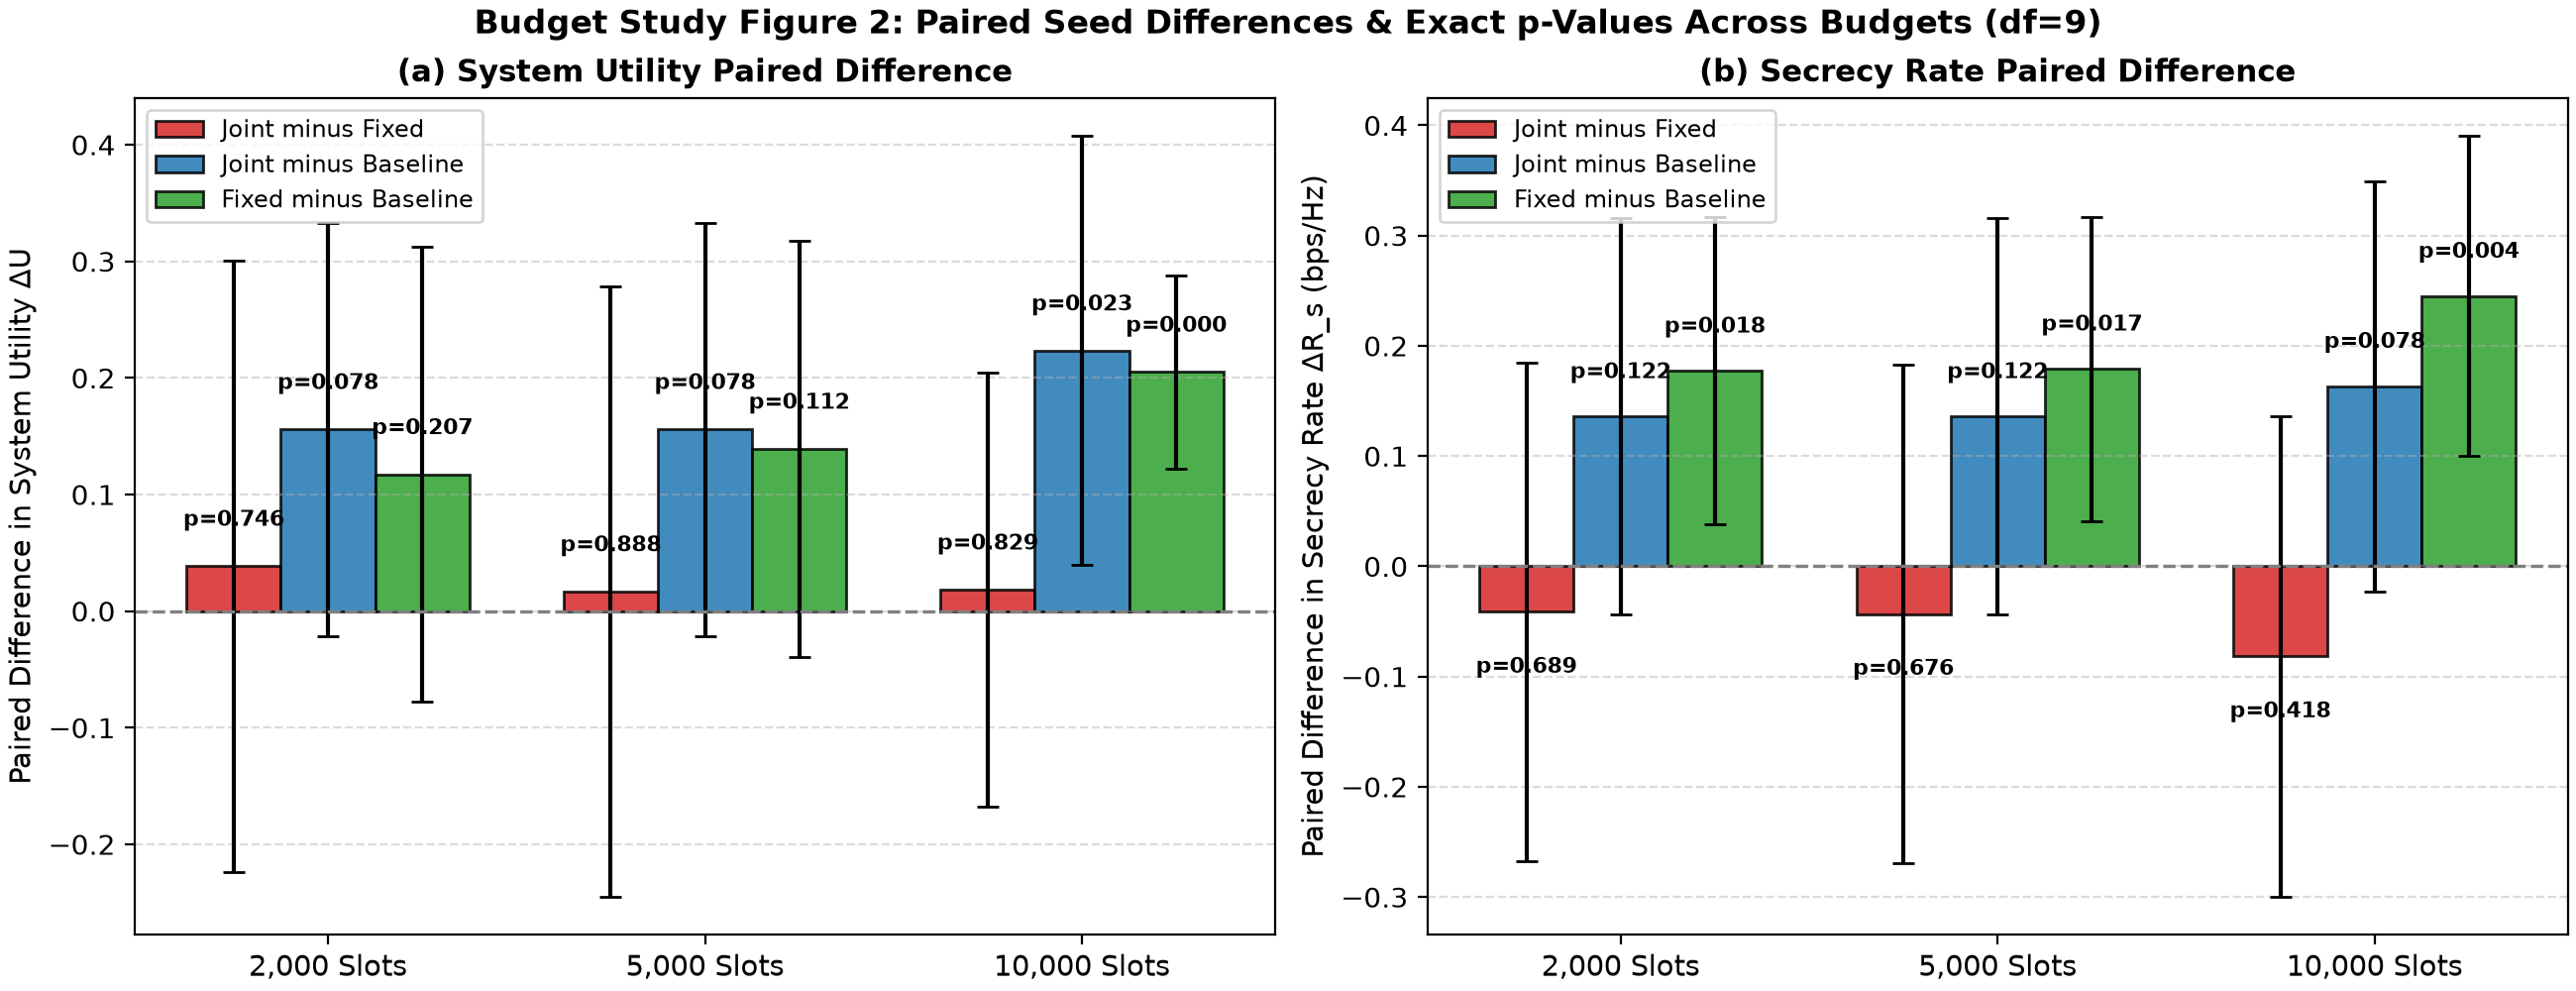 Budget Study Figure 2: Paired Seed Differences & Exact p-Values Across Budgets (df=9)
(a) System Utility Paired Difference
Joint minus Fixed
Joint minus Baseline
Fixed minus Baseline
Paired Difference in System Utility ΔU
0.4
0.3
0.2
0.1
0.0
−0.1
−0.2
p=0.746
p=0.078
p=0.207
p=0.888
p=0.078
p=0.112
p=0.829
p=0.023
p=0.000
2,000 Slots
5,000 Slots
10,000 Slots
(b) Secrecy Rate Paired Difference
Joint minus Fixed
Joint minus Baseline
Fixed minus Baseline
Paired Difference in Secrecy Rate ΔR_s (bps/Hz)
0.4
0.3
0.2
0.1
0.0
−0.1
−0.2
−0.3
p=0.689
p=0.122
p=0.018
p=0.676
p=0.122
p=0.017
p=0.418
p=0.078
p=0.004
2,000 Slots
5,000 Slots
10,000 Slots